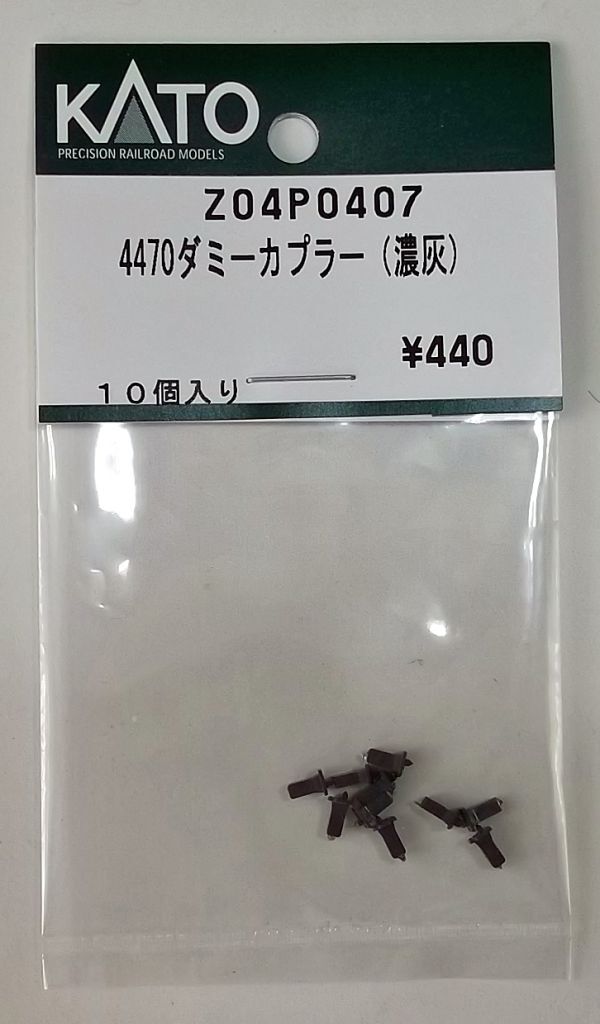 KATO
PRECISION RAILROAD MODELS
Z04P0407
4470ダミーカプラー（濃灰）
¥440
１０個入り